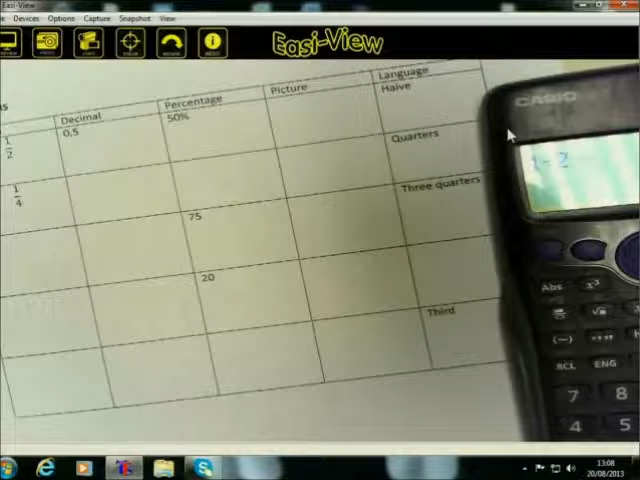 Easi-View
Devices Options Capture Snapshot View
Easi-View
Decimal Percentage Picture Language
1/2 0,5 50% Haive
1/4 Quarters
75 Three quarters
20
Third
CASIO
Abs x³
(−)
RCL ENG
7 8
4 5
13:08
20/08/2013